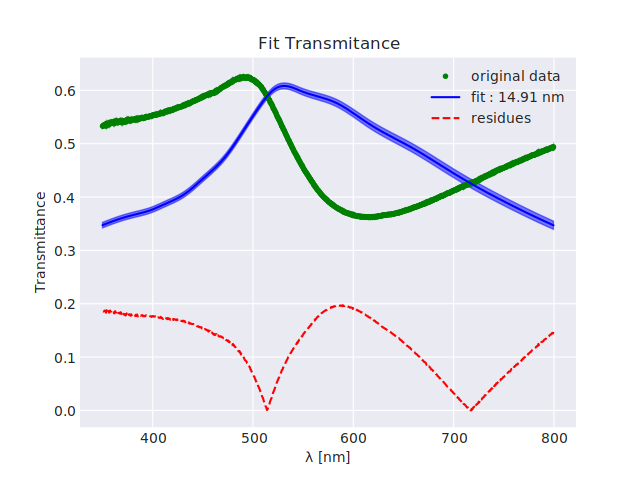 Fit Transmitance
original data
fit : 14.91 nm
residues
Transmittance
0.6
0.5
0.4
0.3
0.2
0.1
0.0
400 500 600 700 800
λ [nm]